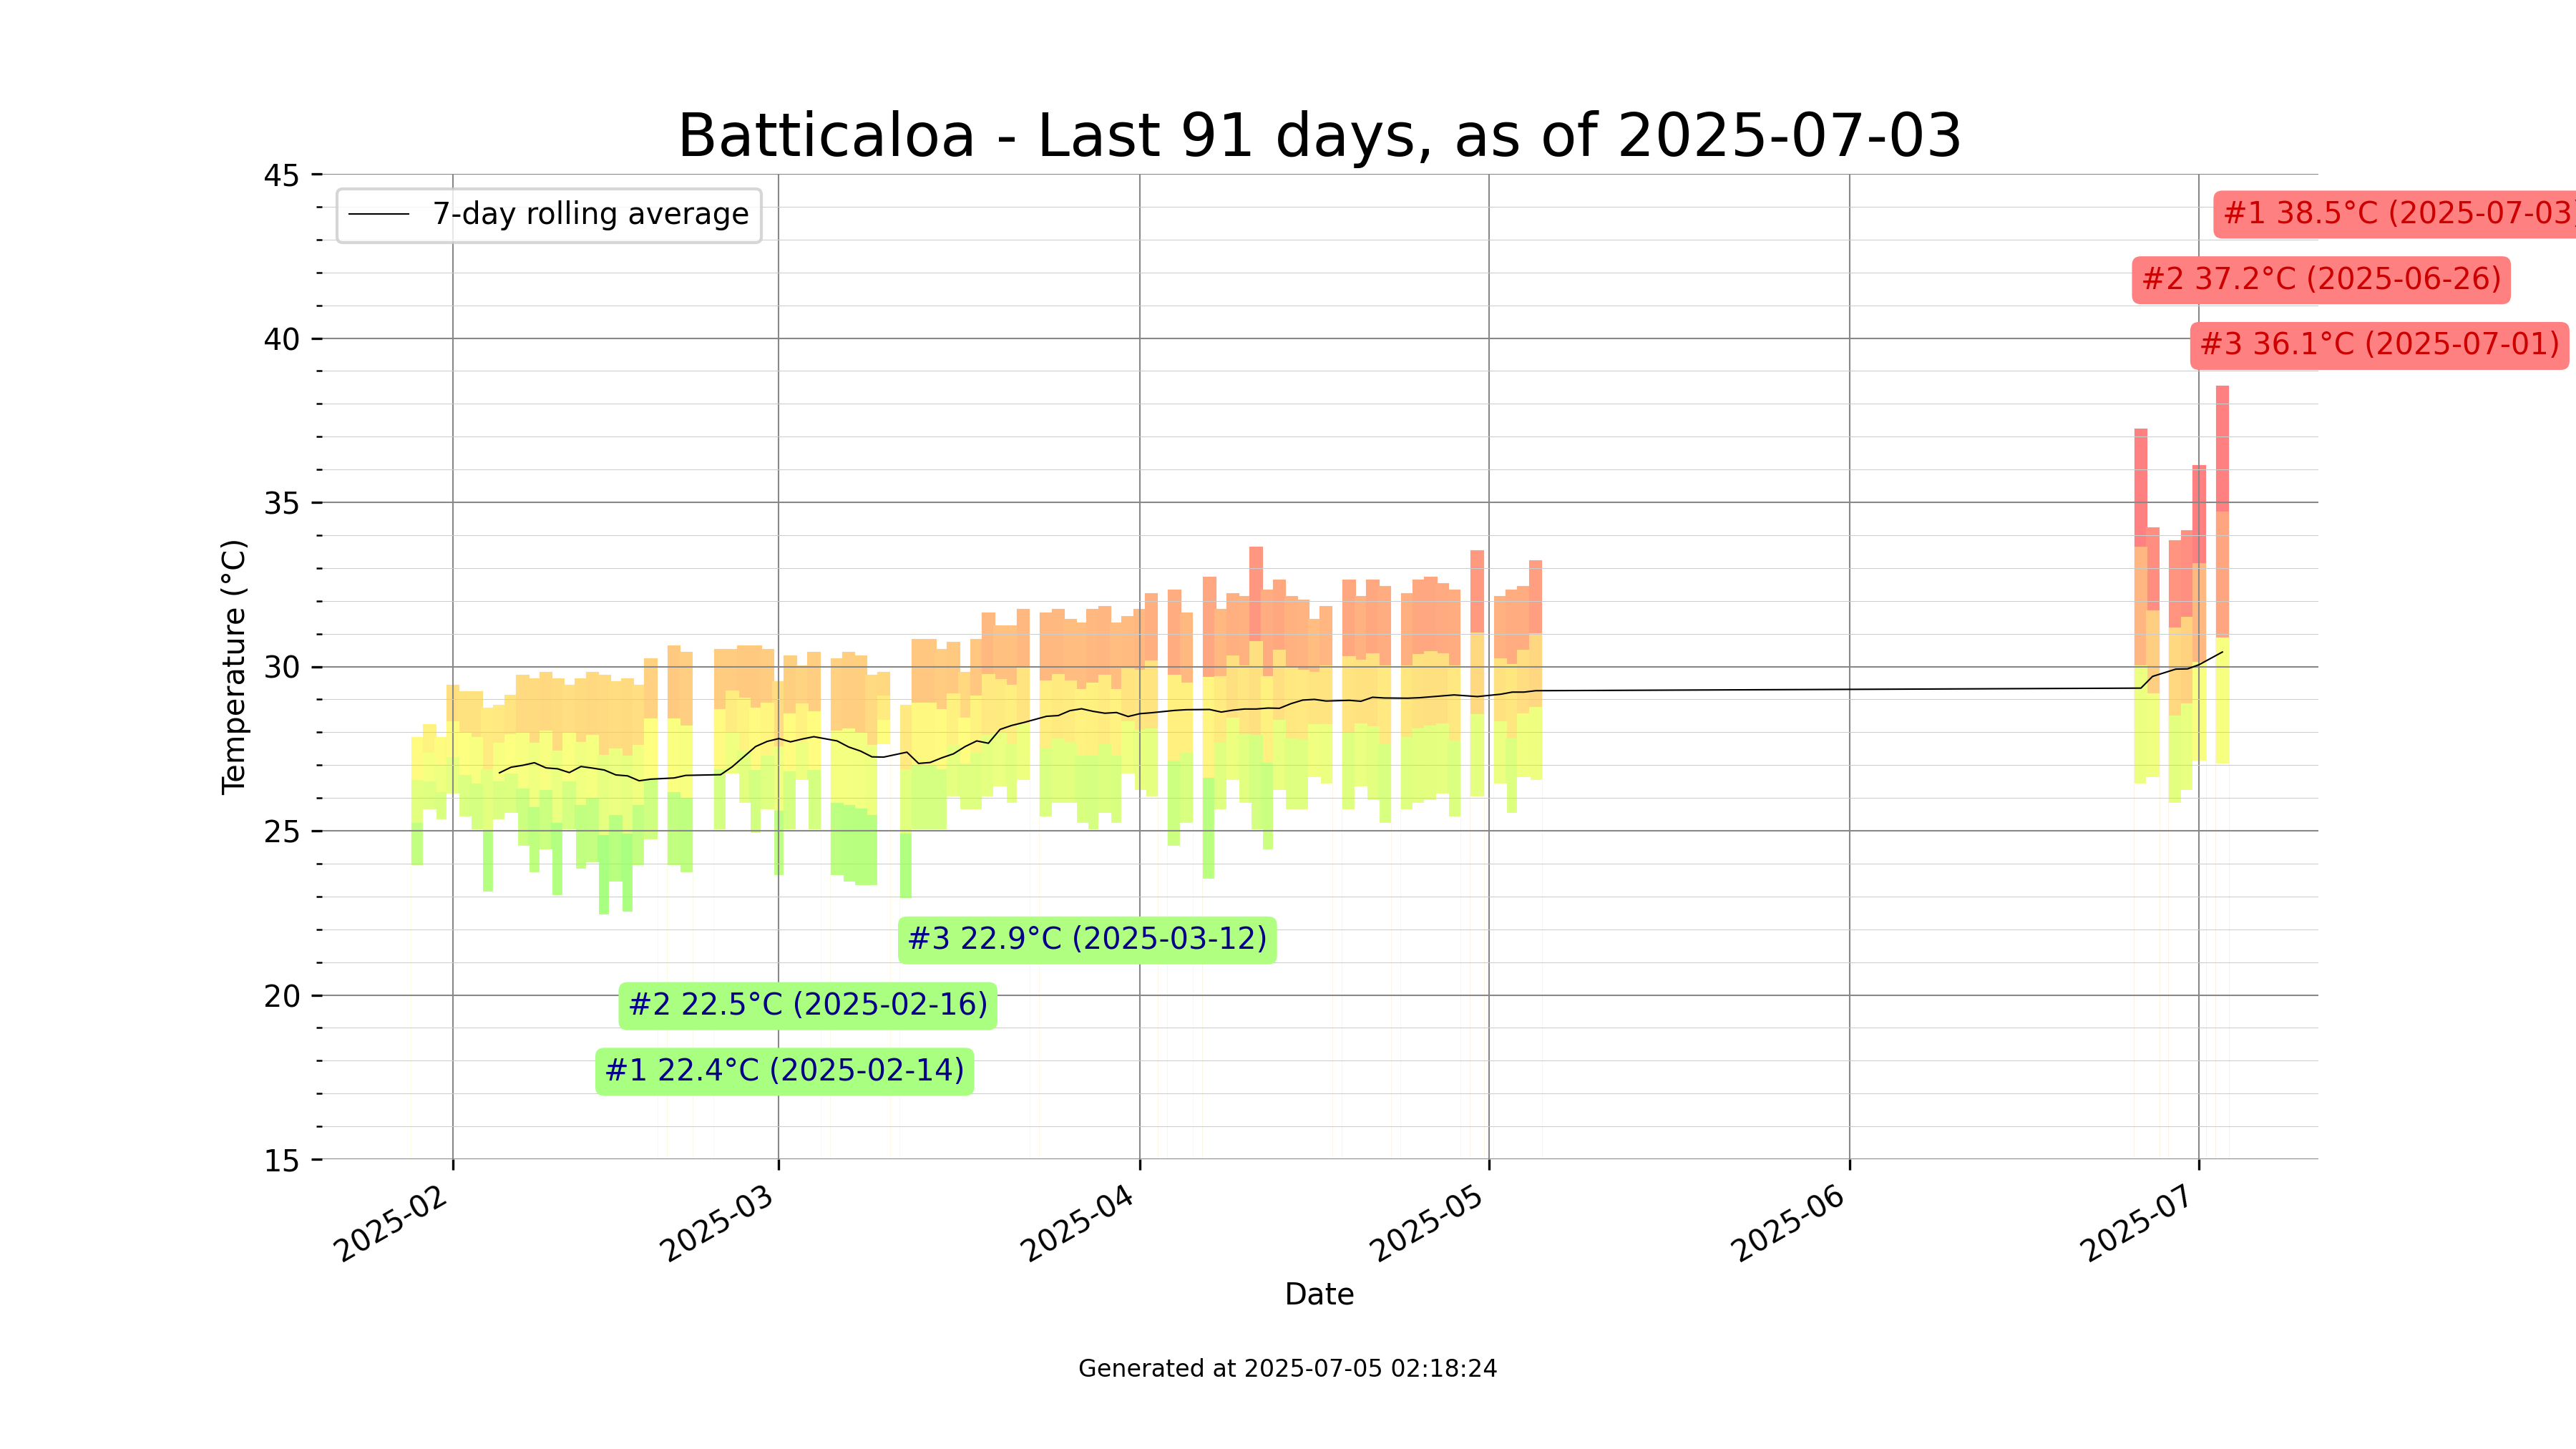 Batticaloa - Last 91 days, as of 2025-07-03
45
7-day rolling average
#1 38.5°C (2025-07-03)
#2 37.2°C (2025-06-26)
40
#3 36.1°C (2025-07-01)
35
30
25
20
15
Temperature (°C)
#3 22.9°C (2025-03-12)
#2 22.5°C (2025-02-16)
#1 22.4°C (2025-02-14)
2025-02
2025-03
2025-04
2025-05
2025-06
2025-07
Date
Generated at 2025-07-05 02:18:24